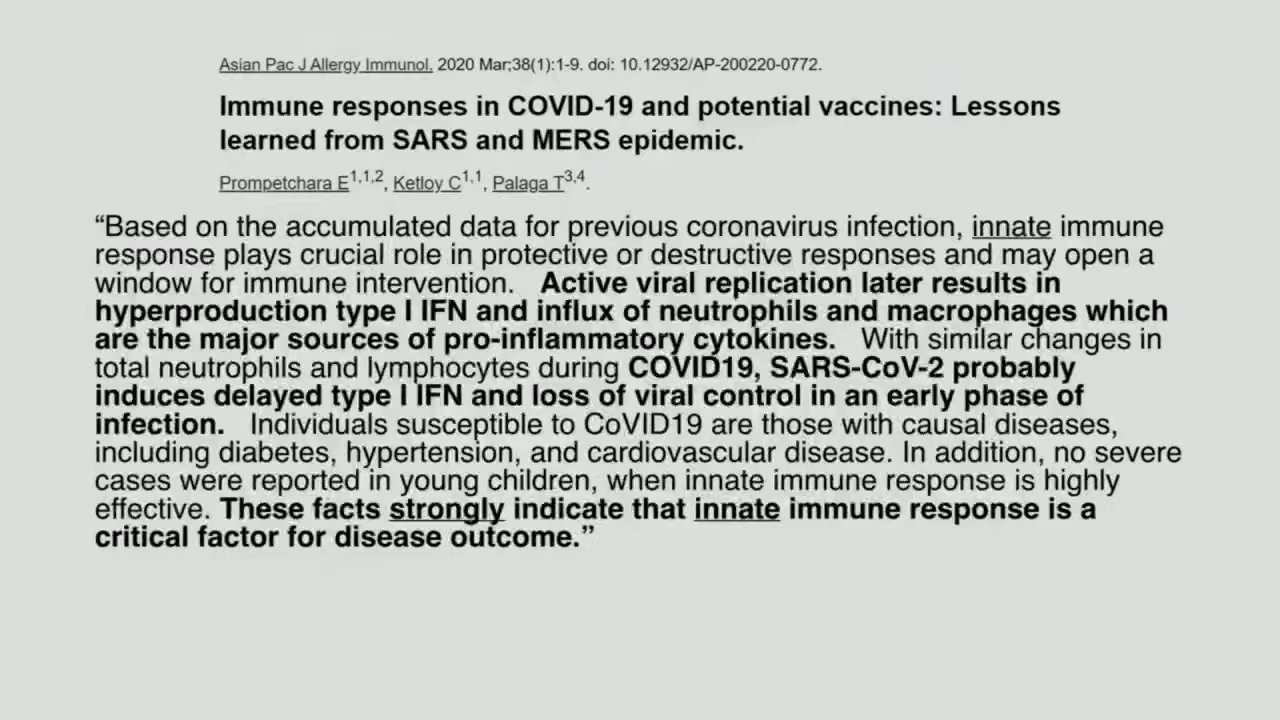 Asian Pac J Allergy Immunol. 2020 Mar;38(1):1-9. doi: 10.12932/AP-200220-0772.
Immune responses in COVID-19 and potential vaccines: Lessons
learned from SARS and MERS epidemic.
Prompetchara E1,1,2, Ketloy C1,1, Palaga T3,4.
“Based on the accumulated data for previous coronavirus infection, innate immune
response plays crucial role in protective or destructive responses and may open a
window for immune intervention. Active viral replication later results in
hyperproduction type I IFN and influx of neutrophils and macrophages which
are the major sources of pro-inflammatory cytokines. With similar changes in
total neutrophils and lymphocytes during COVID19, SARS-CoV-2 probably
induces delayed type I IFN and loss of viral control in an early phase of
infection. Individuals susceptible to CoVID19 are those with causal diseases,
including diabetes, hypertension, and cardiovascular disease. In addition, no severe
cases were reported in young children, when innate immune response is highly
effective. These facts strongly indicate that innate immune response is a
critical factor for disease outcome.”